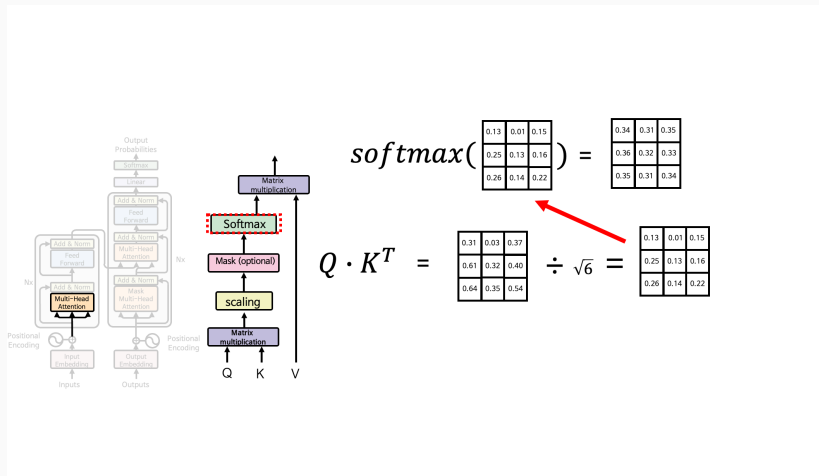 Output
Probabilities
Softmax
Linear
Add & Norm
Feed
Forward
Add & Norm
Multi-Head
Attention
Nx
Add & Norm
Mask
Multi-Head
Attention
Add & Norm
Feed
Forward
Nx
Add & Norm
Multi-Head
Attention
Positional
Encoding
Positional
Encoding
Input
Embedding
Output
Embedding
Inputs
Outputs
Matrix
multiplication
Softmax
Mask (optional)
scaling
Matrix
multiplication
Q K V
softmax(
0.13 0.01 0.15
0.25 0.13 0.16
0.26 0.14 0.22
) =
0.34 0.31 0.35
0.36 0.32 0.33
0.35 0.31 0.34
Q · K^T =
0.31 0.03 0.37
0.61 0.32 0.40
0.64 0.35 0.54
÷ √6 =
0.13 0.01 0.15
0.25 0.13 0.16
0.26 0.14 0.22